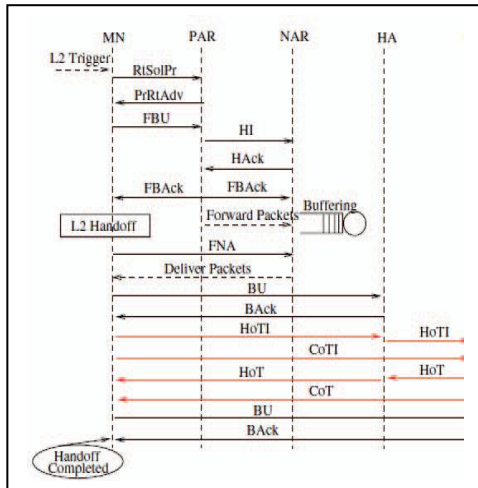 MN PAR NAR HA
L2 Trigger
RtSolPr
PrRtAdv
FBU
HI
HAck
FBAck FBAck
Buffering
Forward Packets
L2 Handoff
FNA
Deliver Packets
BU
BAck
HoTI HoTI
CoTI
HoT HoT
CoT
BU
BAck
Handoff
Completed